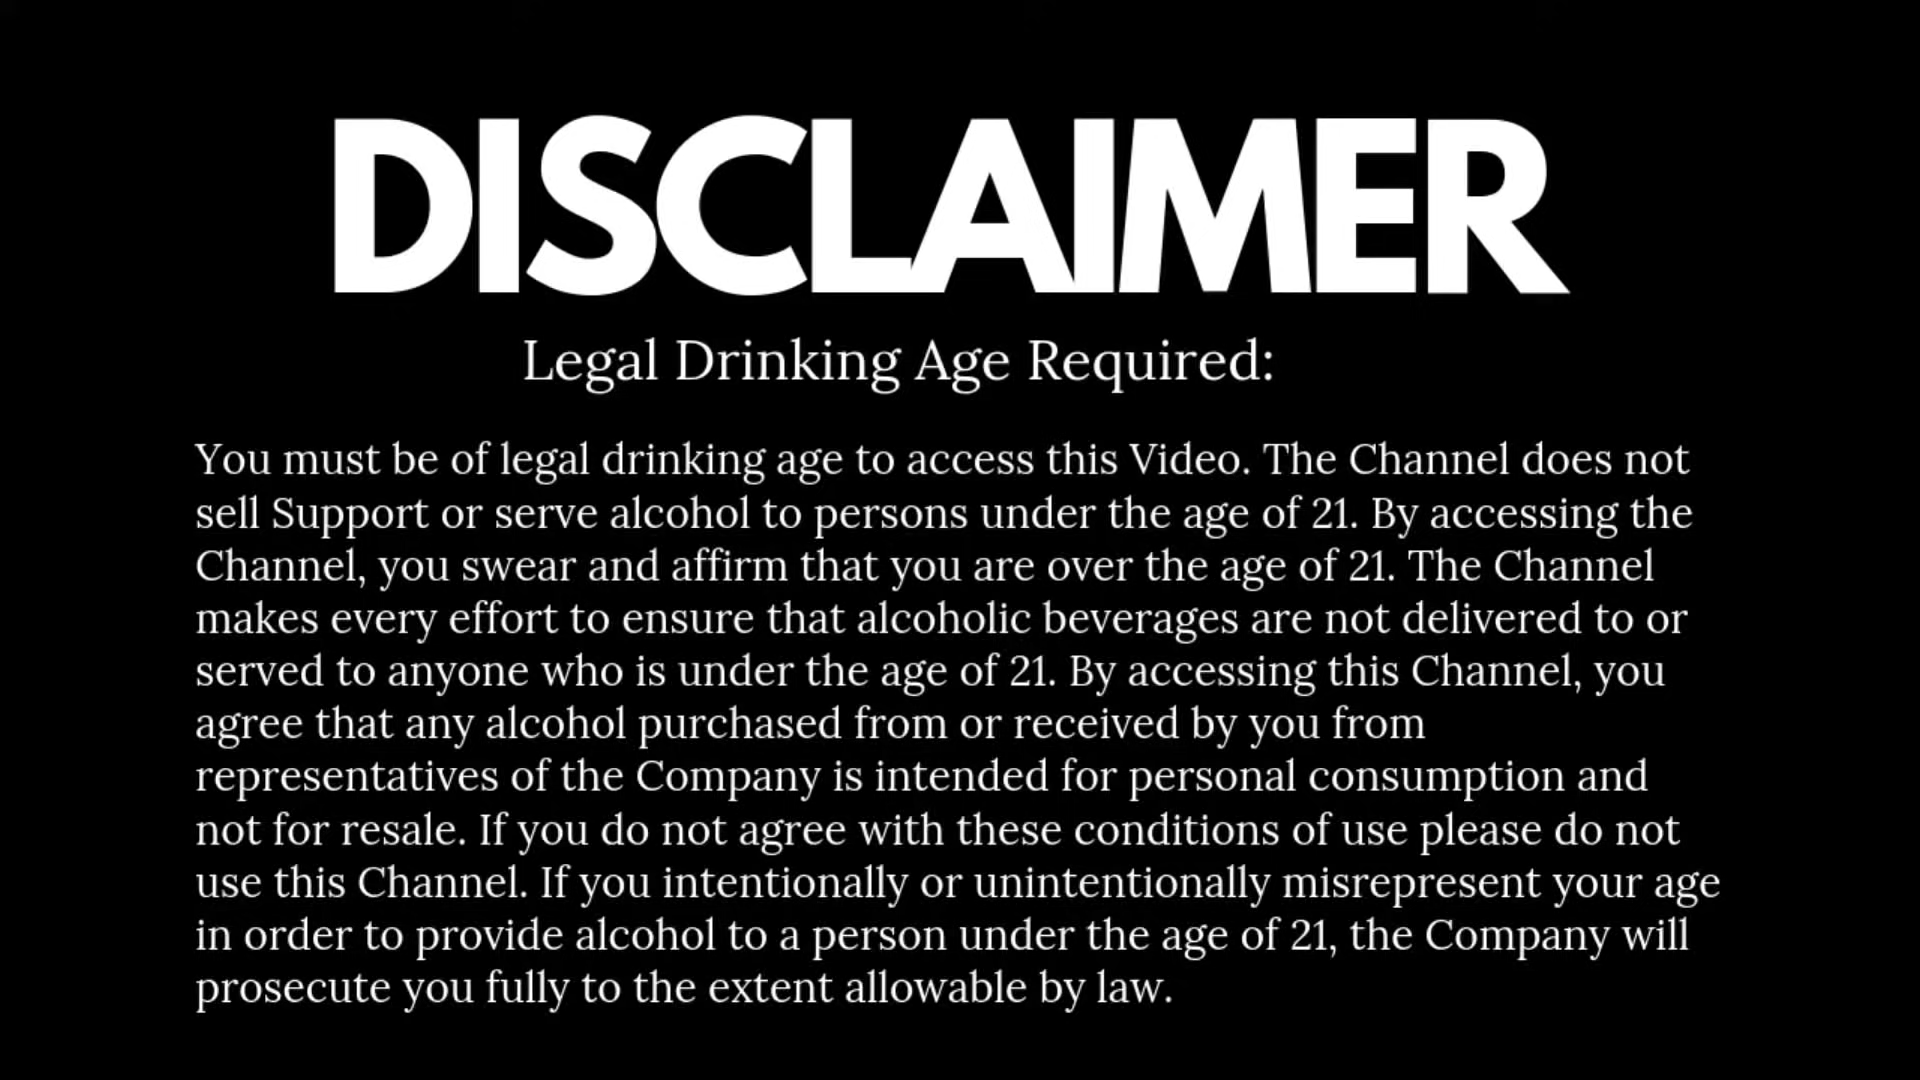 DISCLAIMER
Legal Drinking Age Required:
You must be of legal drinking age to access this Video. The Channel does not
sell Support or serve alcohol to persons under the age of 21. By accessing the
Channel, you swear and affirm that you are over the age of 21. The Channel
makes every effort to ensure that alcoholic beverages are not delivered to or
served to anyone who is under the age of 21. By accessing this Channel, you
agree that any alcohol purchased from or received by you from
representatives of the Company is intended for personal consumption and
not for resale. If you do not agree with these conditions of use please do not
use this Channel. If you intentionally or unintentionally misrepresent your age
in order to provide alcohol to a person under the age of 21, the Company will
prosecute you fully to the extent allowable by law.